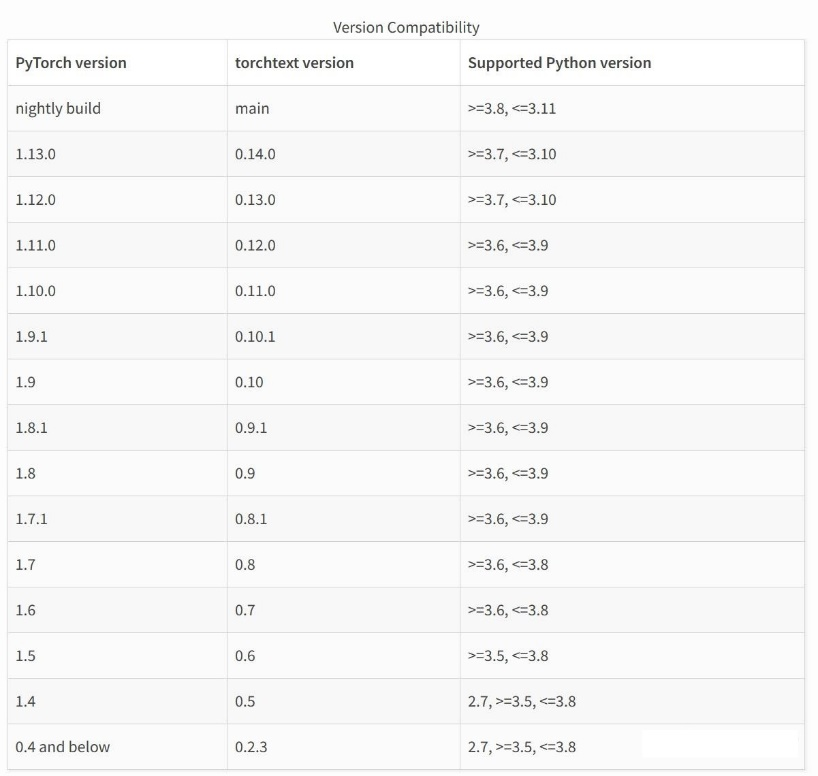 Version Compatibility
PyTorch version torchtext version Supported Python version
nightly build main >=3.8, <=3.11
1.13.0 0.14.0 >=3.7, <=3.10
1.12.0 0.13.0 >=3.7, <=3.10
1.11.0 0.12.0 >=3.6, <=3.9
1.10.0 0.11.0 >=3.6, <=3.9
1.9.1 0.10.1 >=3.6, <=3.9
1.9 0.10 >=3.6, <=3.9
1.8.1 0.9.1 >=3.6, <=3.9
1.8 0.9 >=3.6, <=3.9
1.7.1 0.8.1 >=3.6, <=3.9
1.7 0.8 >=3.6, <=3.8
1.6 0.7 >=3.6, <=3.8
1.5 0.6 >=3.5, <=3.8
1.4 0.5 2.7, >=3.5, <=3.8
0.4 and below 0.2.3 2.7, >=3.5, <=3.8